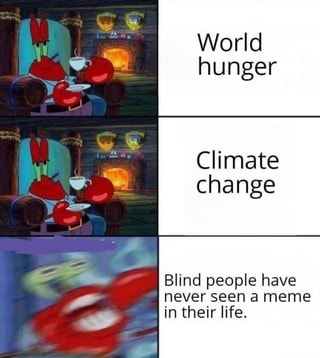 World
hunger
Climate
change
Blind people have
never seen a meme
in their life.